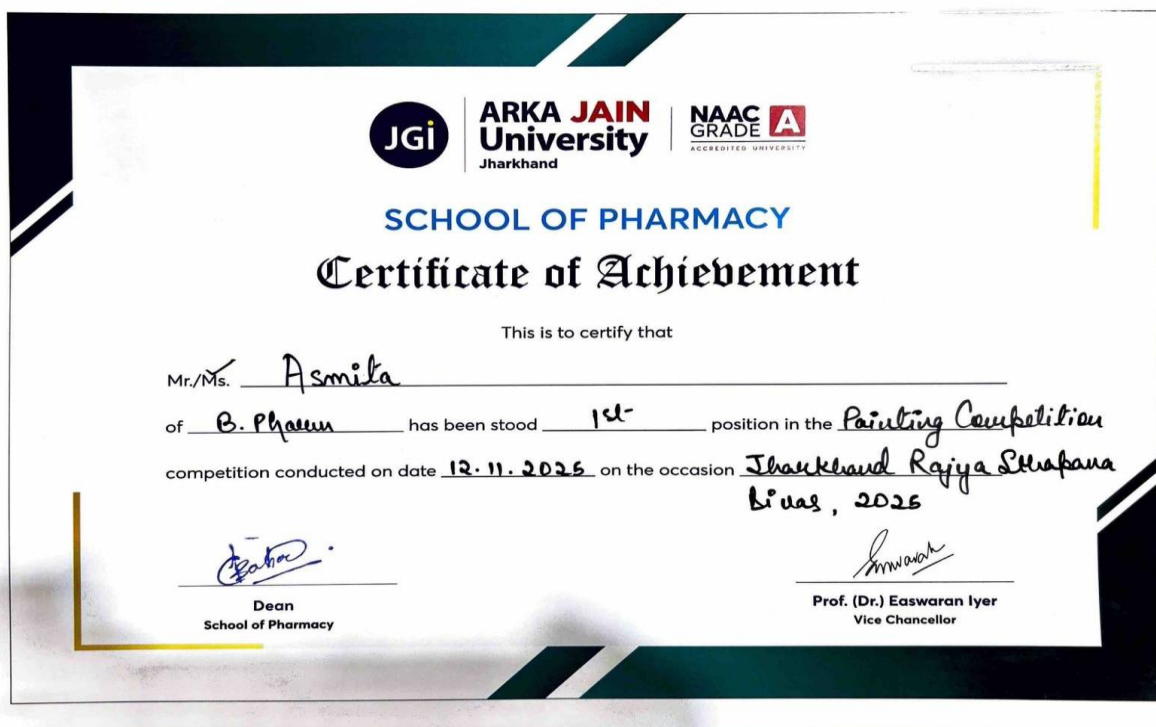 JGi
ARKA JAIN
University
Jharkhand
NAAC
GRADE A
ACCREDITED UNIVERSITY
SCHOOL OF PHARMACY
Certificate of Achievement
This is to certify that
Mr./Ms. Asmita
of B. Pharm has been stood 1st position in the Painting Competition
competition conducted on date 12.11.2025 on the occasion Jharkhand Rajya Sthapana
Divas, 2025
Dean
School of Pharmacy
Prof. (Dr.) Easwaran Iyer
Vice Chancellor